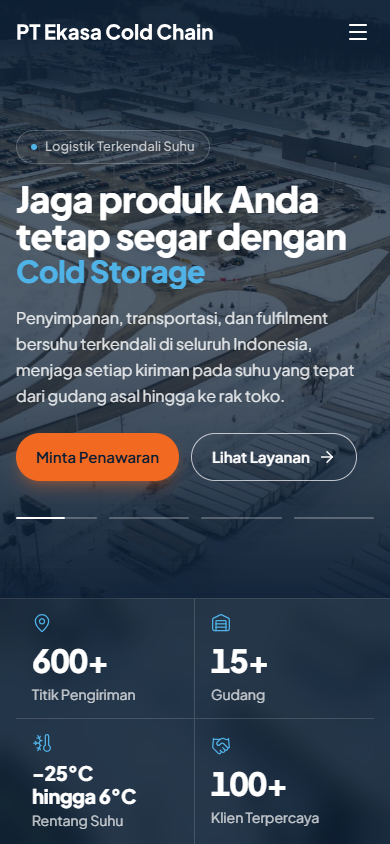 PT Ekasa Cold Chain
Logistik Terkendali Suhu
Jaga produk Anda
tetap segar dengan
Cold Storage
Penyimpanan, transportasi, dan fulfilment
bersuhu terkendali di seluruh Indonesia,
menjaga setiap kiriman pada suhu yang tepat
dari gudang asal hingga ke rak toko.
Minta Penawaran
Lihat Layanan →
600+
Titik Pengiriman
15+
Gudang
-25°C
hingga 6°C
Rentang Suhu
100+
Klien Terpercaya